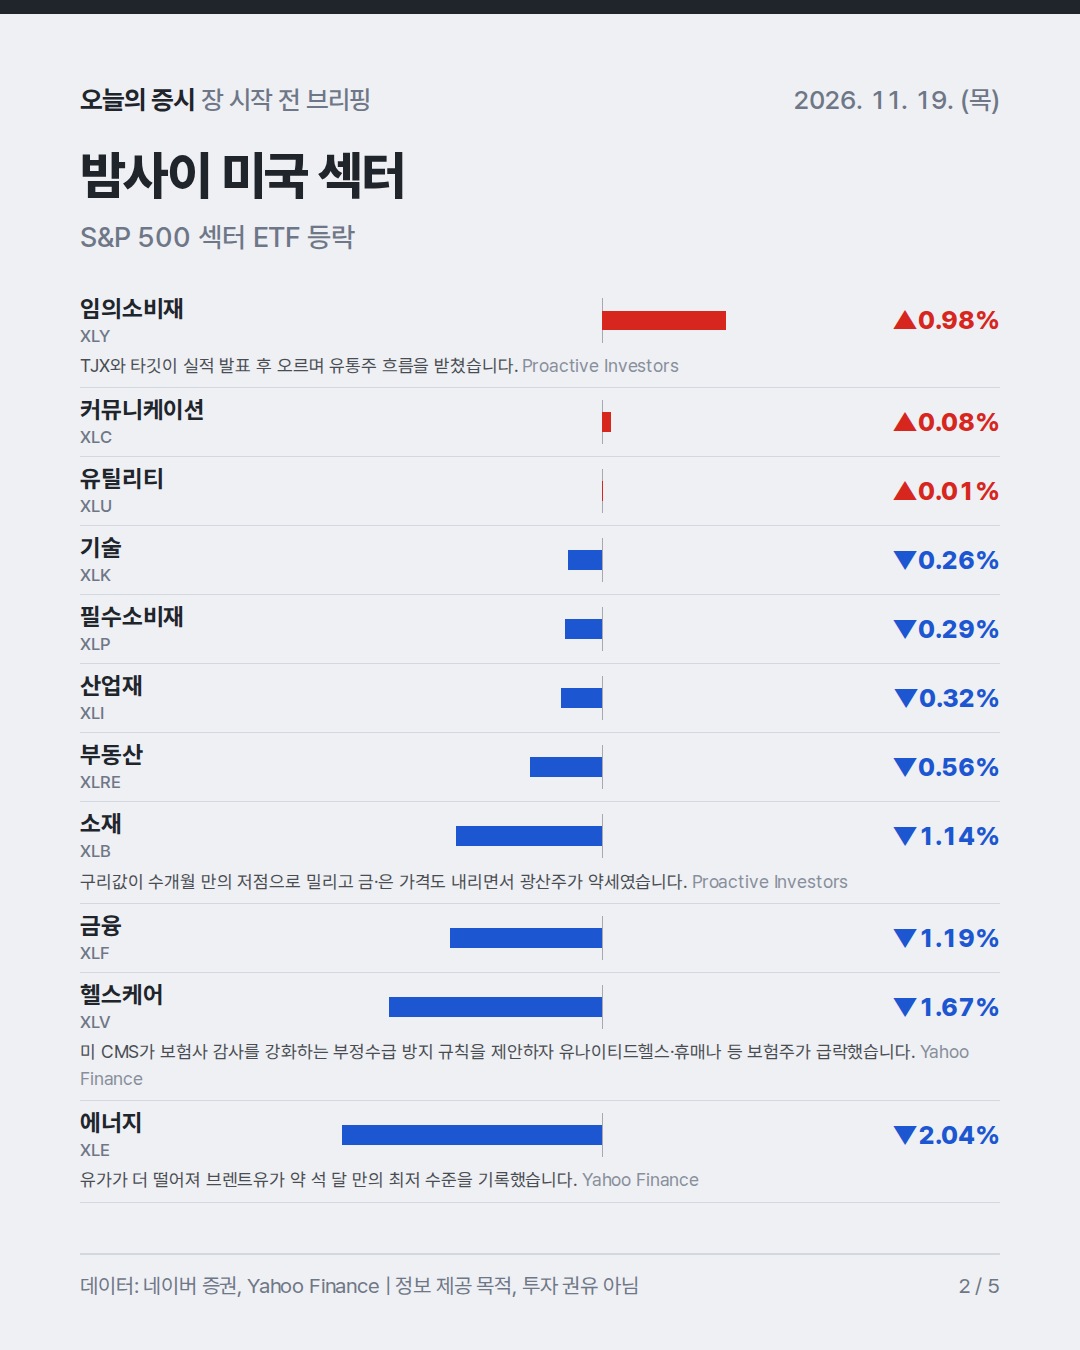 오늘의 증시 장 시작 전 브리핑
2026. 11. 19. (목)
밤사이 미국 섹터
S&P 500 섹터 ETF 등락
임의소비재
XLY
▲0.98%
TJX와 타깃이 실적 발표 후 오르며 유통주 흐름을 받쳤습니다. Proactive Investors
커뮤니케이션
XLC
▲0.08%
유틸리티
XLU
▲0.01%
기술
XLK
▼0.26%
필수소비재
XLP
▼0.29%
산업재
XLI
▼0.32%
부동산
XLRE
▼0.56%
소재
XLB
▼1.14%
구리값이 수개월 만의 저점으로 밀리고 금·은 가격도 내리면서 광산주가 약세였습니다. Proactive Investors
금융
XLF
▼1.19%
헬스케어
XLV
▼1.67%
미 CMS가 보험사 감사를 강화하는 부정수급 방지 규칙을 제안하자 유나이티드헬스·휴매나 등 보험주가 급락했습니다. Yahoo
Finance
에너지
XLE
▼2.04%
유가가 더 떨어져 브렌트유가 약 석 달 만의 최저 수준을 기록했습니다. Yahoo Finance
데이터: 네이버 증권, Yahoo Finance | 정보 제공 목적, 투자 권유 아님
2 / 5